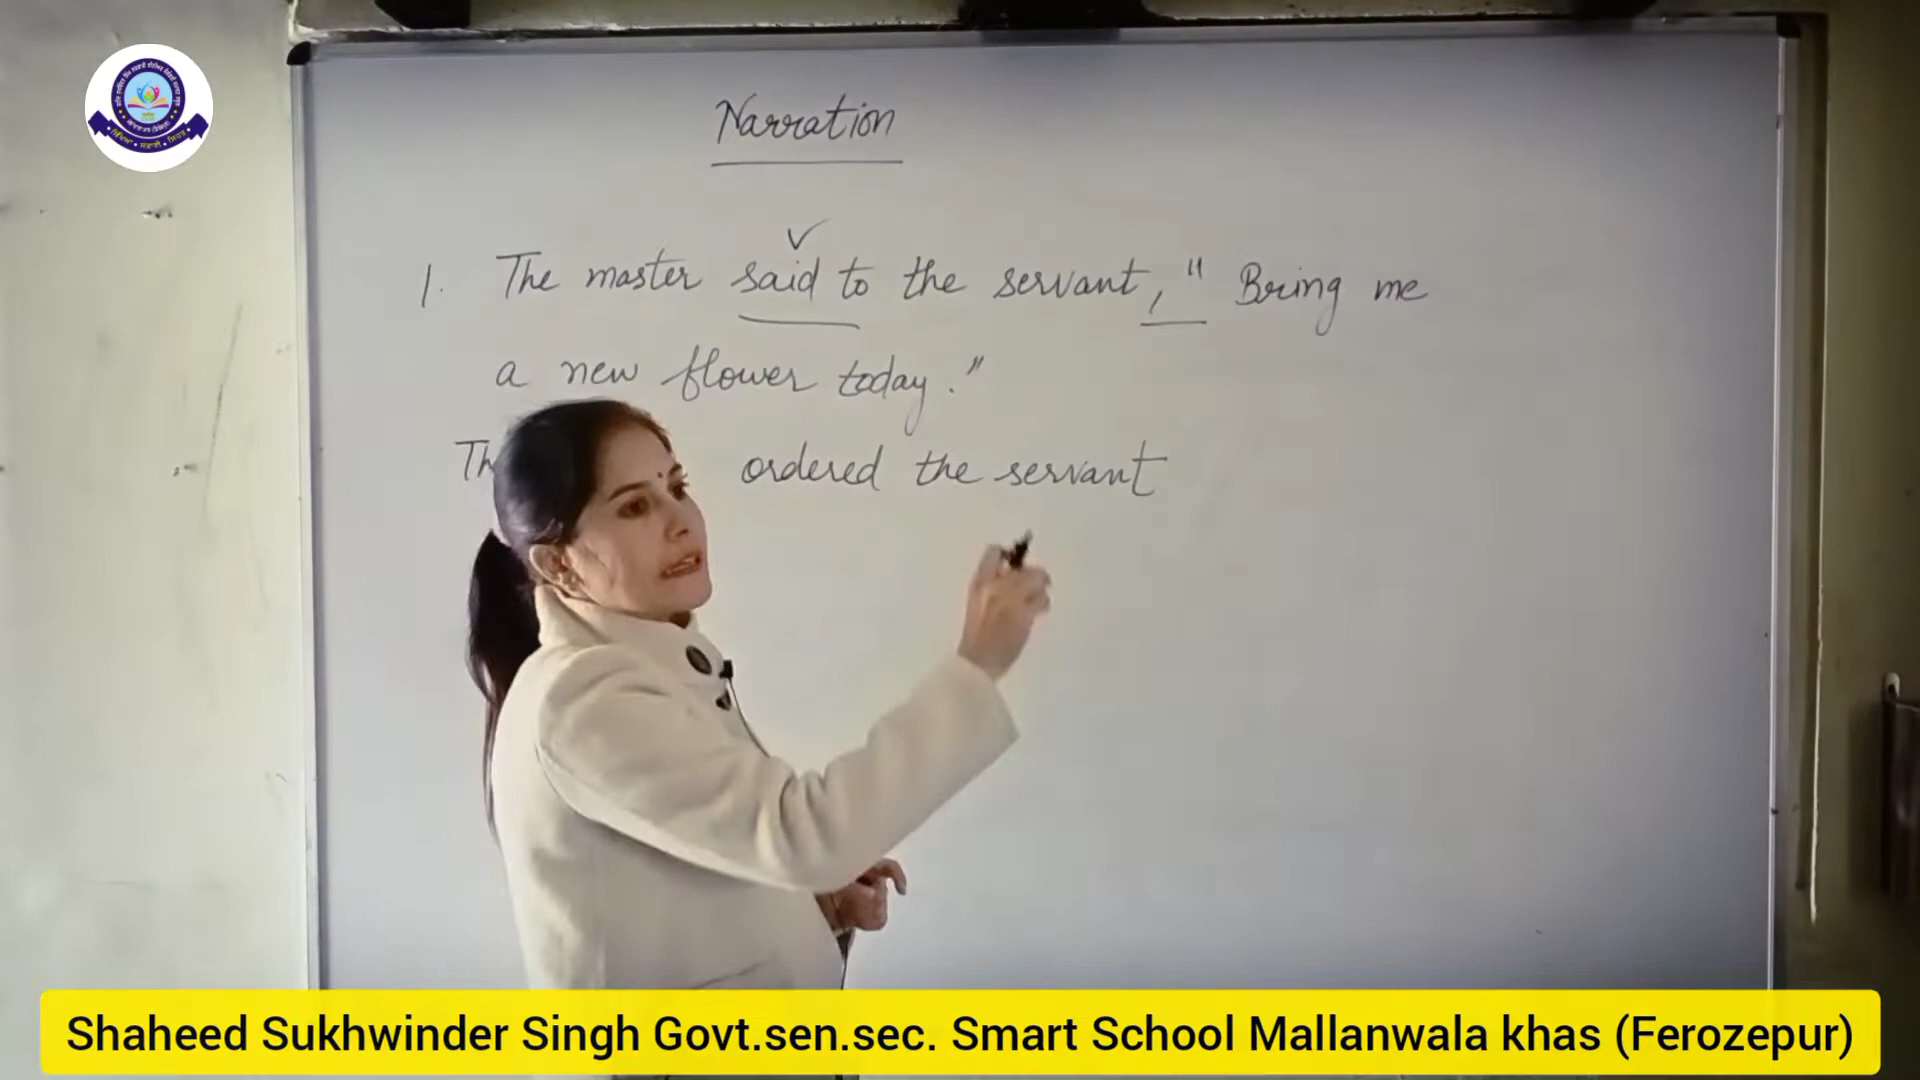 Narration
1. The master said to the servant," Bring me
a new flower today."
Th ordered the servant
Shaheed Sukhwinder Singh Govt.sen.sec. Smart School Mallanwala khas (Ferozepur)